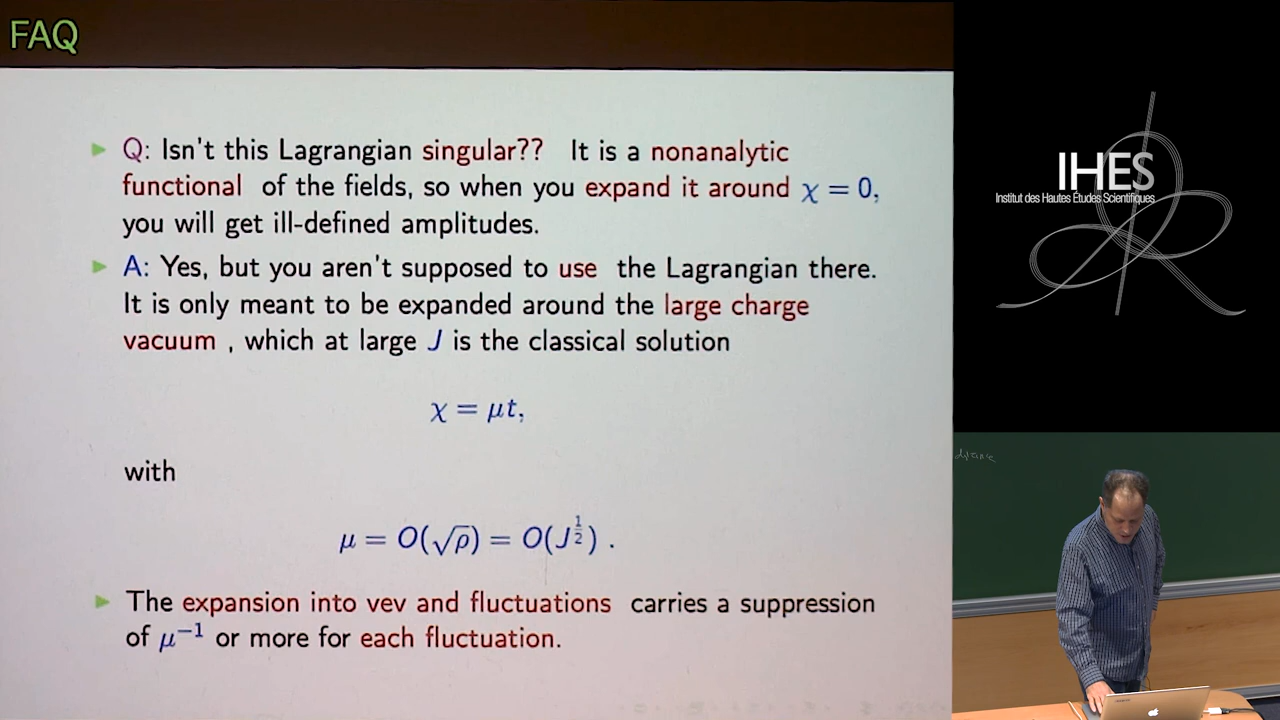 FAQ
Q: Isn't this Lagrangian singular?? It is a nonanalytic
functional of the fields, so when you expand it around χ = 0,
you will get ill-defined amplitudes.
A: Yes, but you aren't supposed to use the Lagrangian there.
It is only meant to be expanded around the large charge
vacuum , which at large J is the classical solution
χ = μt,
with
μ = O(√ρ) = O(J^{1/2}) .
The expansion into vev and fluctuations carries a suppression
of μ⁻¹ or more for each fluctuation.
IHES
Institut des Hautes Études Scientifiques